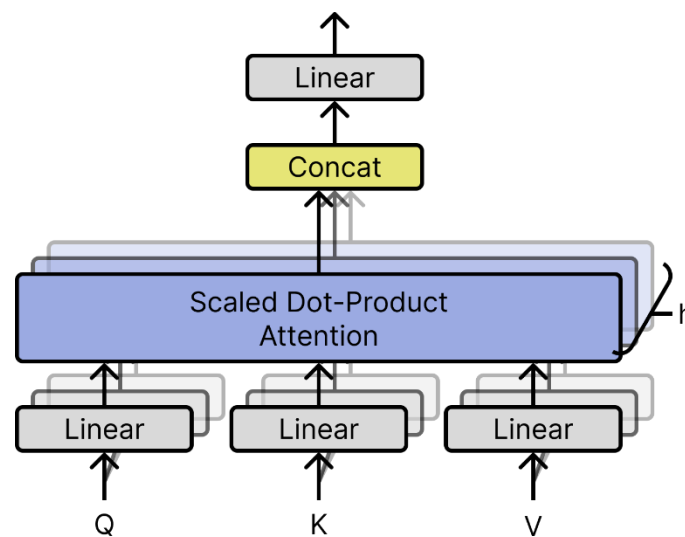 Linear
Concat
Scaled Dot-Product
Attention
h
Linear Linear Linear
Q K V